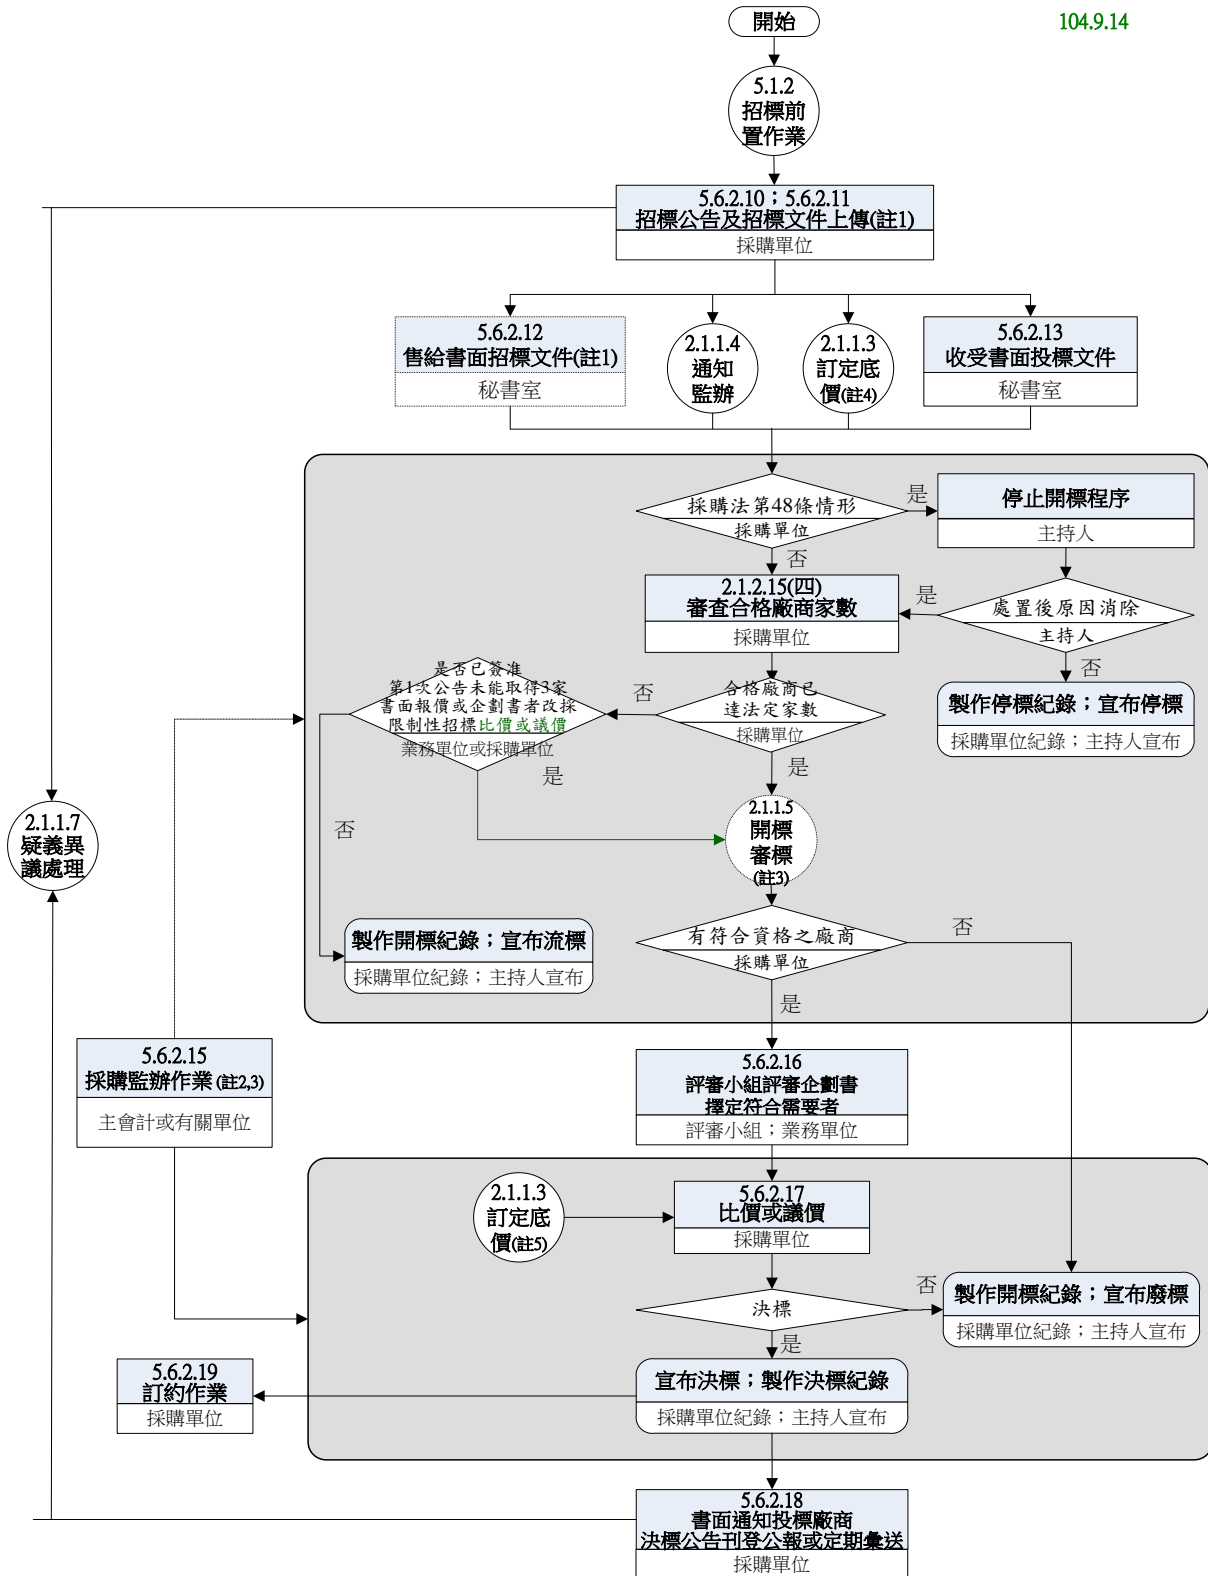 開始
104.9.14
5.1.2
招標前
置作業
5.6.2.10；5.6.2.11
招標公告及招標文件上傳(註1)
採購單位
5.6.2.12
售給書面招標文件(註1)
秘書室
2.1.1.4
通知
監辦
2.1.1.3
訂定底
價(註4)
5.6.2.13
收受書面投標文件
秘書室
採購法第48條情形
採購單位
是
否
停止開標程序
主持人
2.1.2.15(四)
審查合格廠商家數
採購單位
是
處置後原因消除
主持人
否
製作停標紀錄；宣布停標
採購單位紀錄；主持人宣布
是否已簽准
第1次公告未能取得3家
書面報價或企劃書者改採
限制性招標比價或議價
業務單位或採購單位
否
合格廠商已
達法定家數
採購單位
是
是
否
2.1.1.5
開標
審標
(註3)
2.1.1.7
疑義異
議處理
製作開標紀錄；宣布流標
採購單位紀錄；主持人宣布
有符合資格之廠商
採購單位
否
是
5.6.2.15
採購監辦作業(註2,3)
主會計或有關單位
5.6.2.16
評審小組評審企劃書
擇定符合需要者
評審小組；業務單位
2.1.1.3
訂定底
價(註5)
5.6.2.17
比價或議價
採購單位
決標
否
是
製作開標紀錄；宣布廢標
採購單位紀錄；主持人宣布
5.6.2.19
訂約作業
採購單位
宣布決標；製作決標紀錄
採購單位紀錄；主持人宣布
5.6.2.18
書面通知投標廠商
決標公告刊登公報或定期彙送
採購單位